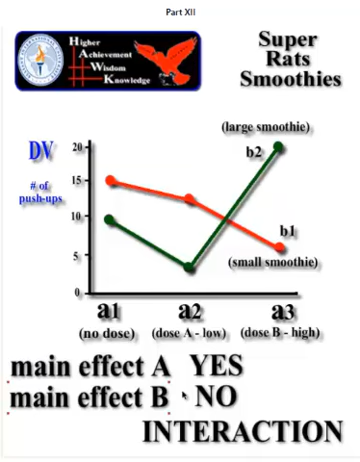 Part XII
Higher
Achievement
Wisdom
Knowledge
Super
Rats
Smoothies
(large smoothie)
b2
DV
# of
push-ups
20
15
10
5
0
b1
(small smoothie)
a1 a2 a3
(no dose) (dose A - low) (dose B - high)
main effect A YES
main effect B NO
INTERACTION